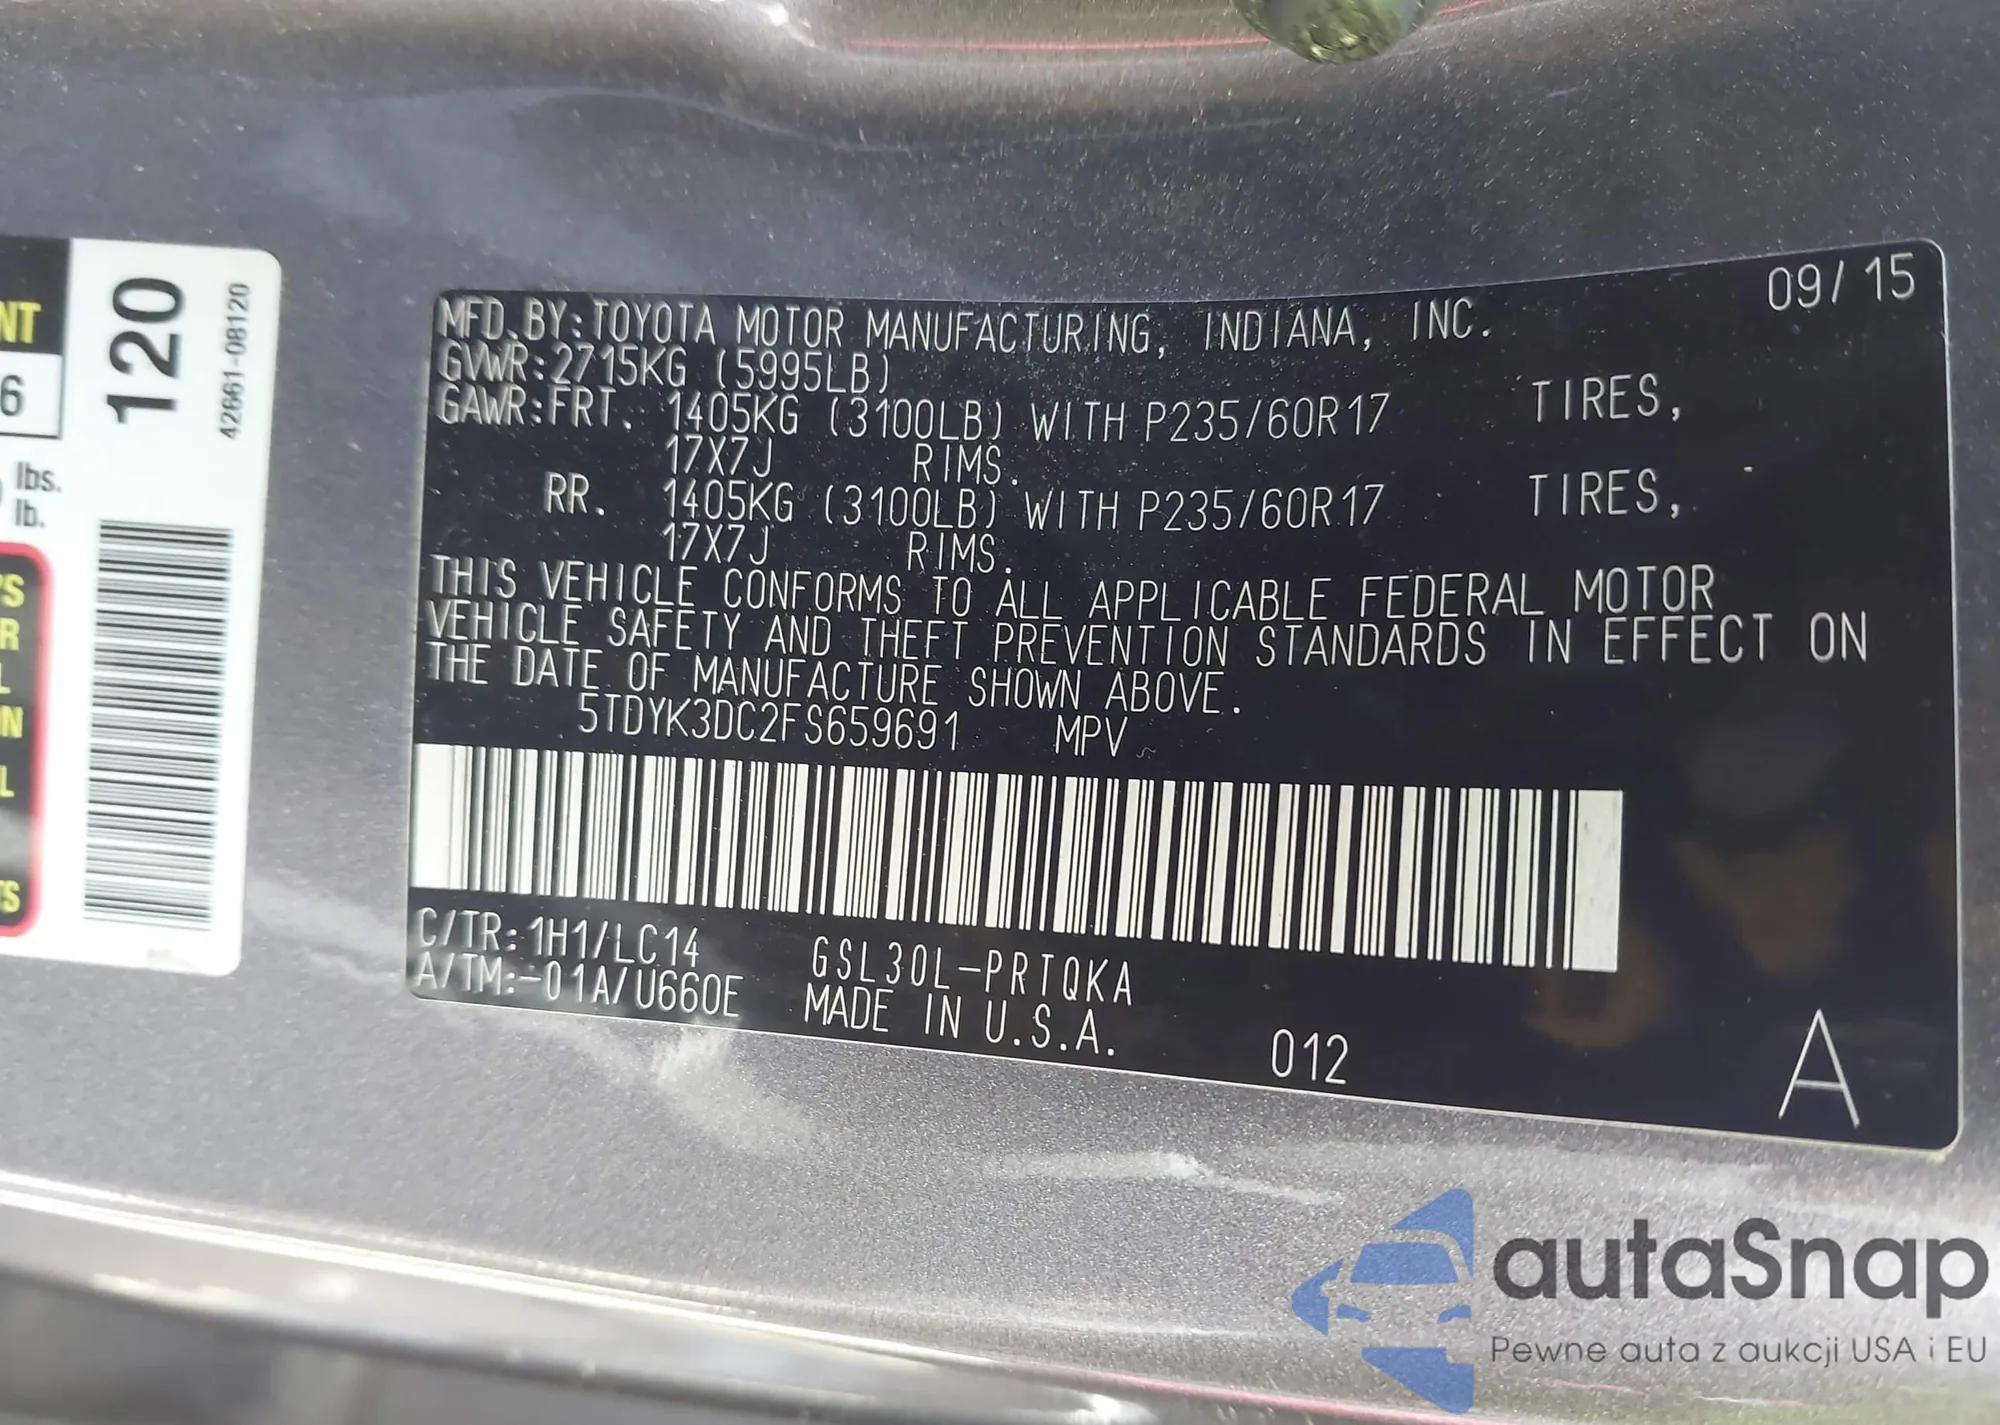 NT
6
lbs.
lb.
120
42661-08120
'S
R
L
N
L
TS
09/15
MFD.BY:TOYOTA MOTOR MANUFACTURING, INDIANA, INC.
GVWR:2715KG (5995LB)
GAWR:FRT. 1405KG (3100LB) WITH P235/60R17 TIRES,
17X7J RIMS.
RR. 1405KG (3100LB) WITH P235/60R17 TIRES,
17X7J RIMS.
THIS VEHICLE CONFORMS TO ALL APPLICABLE FEDERAL MOTOR
VEHICLE SAFETY AND THEFT PREVENTION STANDARDS IN EFFECT ON
THE DATE OF MANUFACTURE SHOWN ABOVE.
5TDYK3DC2FS659691 MPV
C/TR:1H1/LC14 GSL30L-PRTQKA
A/TM:-01A/U660E MADE IN U.S.A.
012
A
autaSnap
Pewne auta z aukcji USA i EU